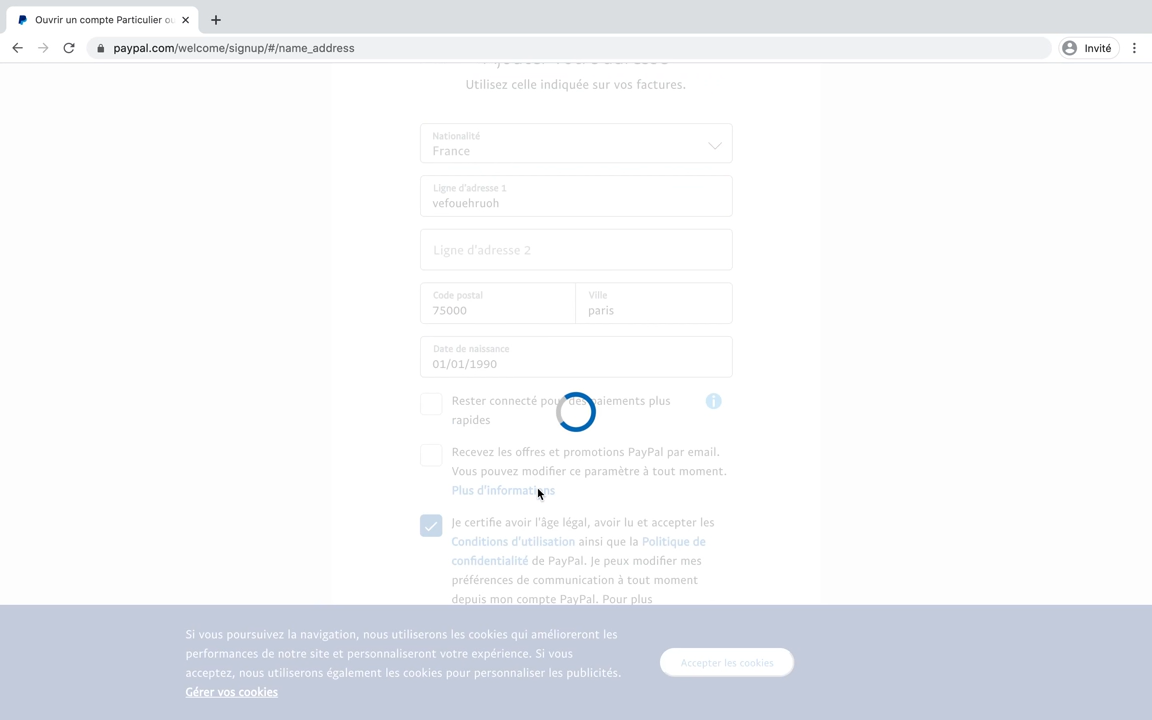 Ouvrir un compte Particulier ou
paypal.com/welcome/signup/#/name_address
Invité
Ajouter votre adresse
Utilisez celle indiquée sur vos factures.
Nationalité
France
Ligne d'adresse 1
vefouehruoh
Ligne d'adresse 2
Code postal
75000
Ville
paris
Date de naissance
01/01/1990
Rester connecté pour des paiements plus
rapides
Recevez les offres et promotions PayPal par email.
Vous pouvez modifier ce paramètre à tout moment.
Plus d'informations
Je certifie avoir l'âge légal, avoir lu et accepter les
Conditions d'utilisation ainsi que la Politique de
confidentialité de PayPal. Je peux modifier mes
préférences de communication à tout moment
depuis mon compte PayPal. Pour plus
Si vous poursuivez la navigation, nous utiliserons les cookies qui amélioreront les
performances de notre site et personnaliseront votre expérience. Si vous
acceptez, nous utiliserons également les cookies pour personnaliser les publicités.
Gérer vos cookies
Accepter les cookies